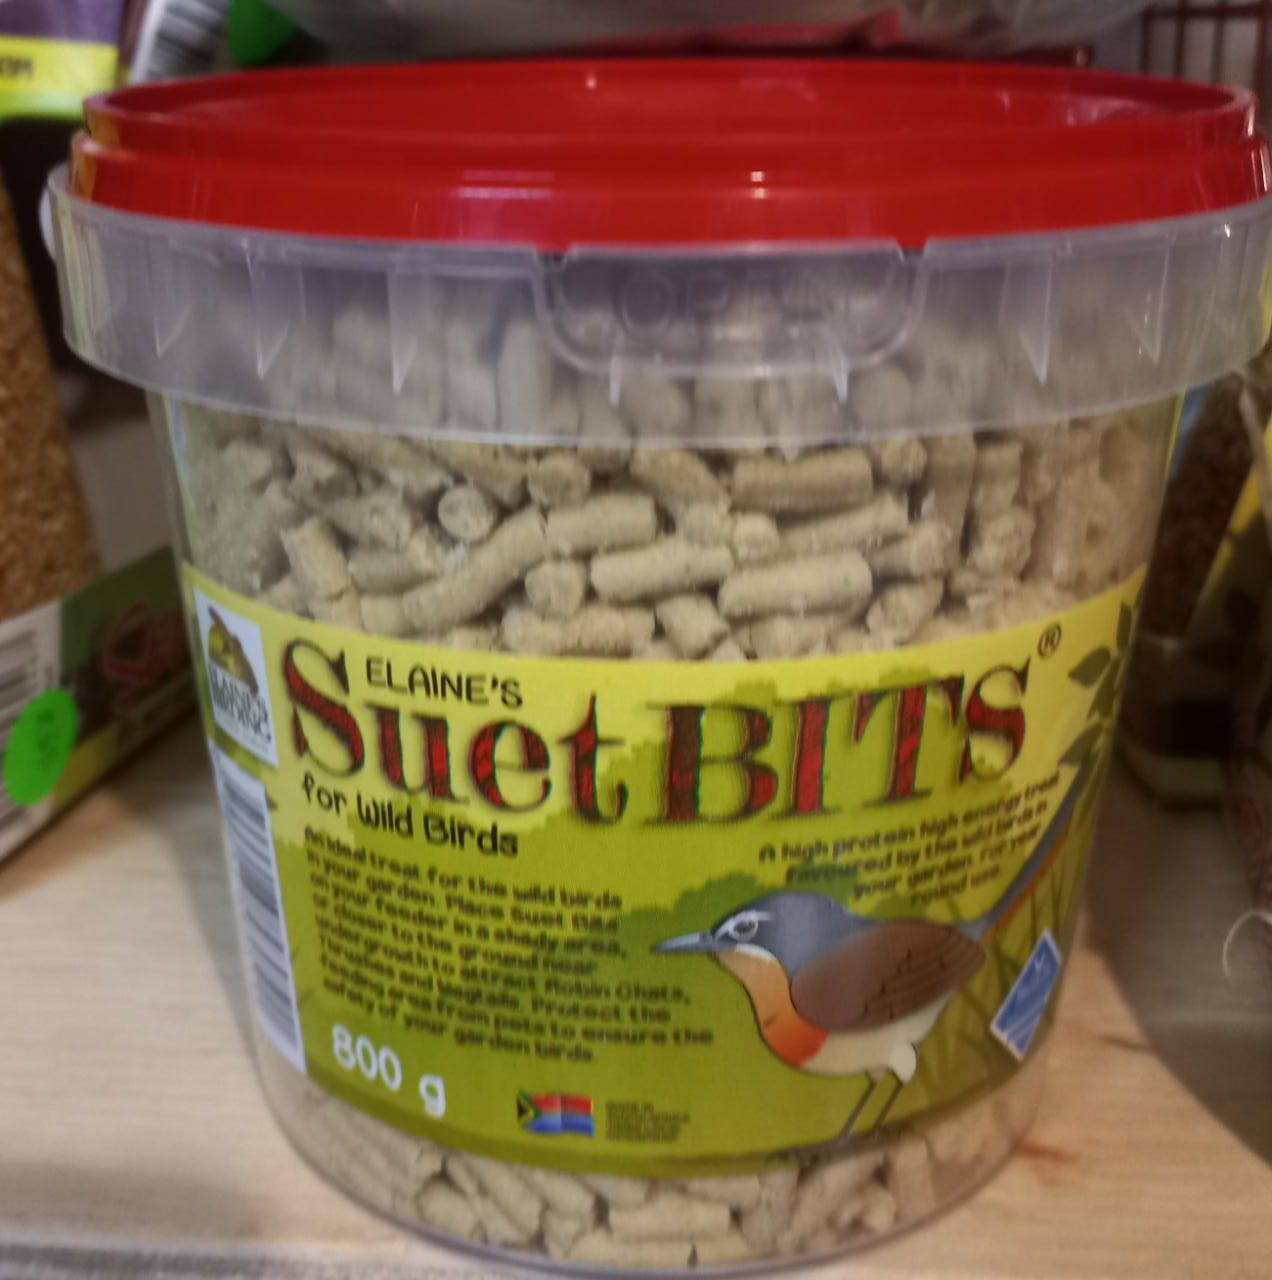 OPEN
ELAINE'S
Suet BITS®
for Wild Birds
An ideal treat for the wild birds
in your garden. Place Suet Bits
on your feeder in a shady area,
or closer to the ground near
undergrowth to attract Robin Chats,
Thrushes and Wagtails. Protect the
feeding area from pets to ensure the
safety of your garden birds
A high protein high energy treat
favoured by the wild birds in
your garden. For year
round use.
800 g